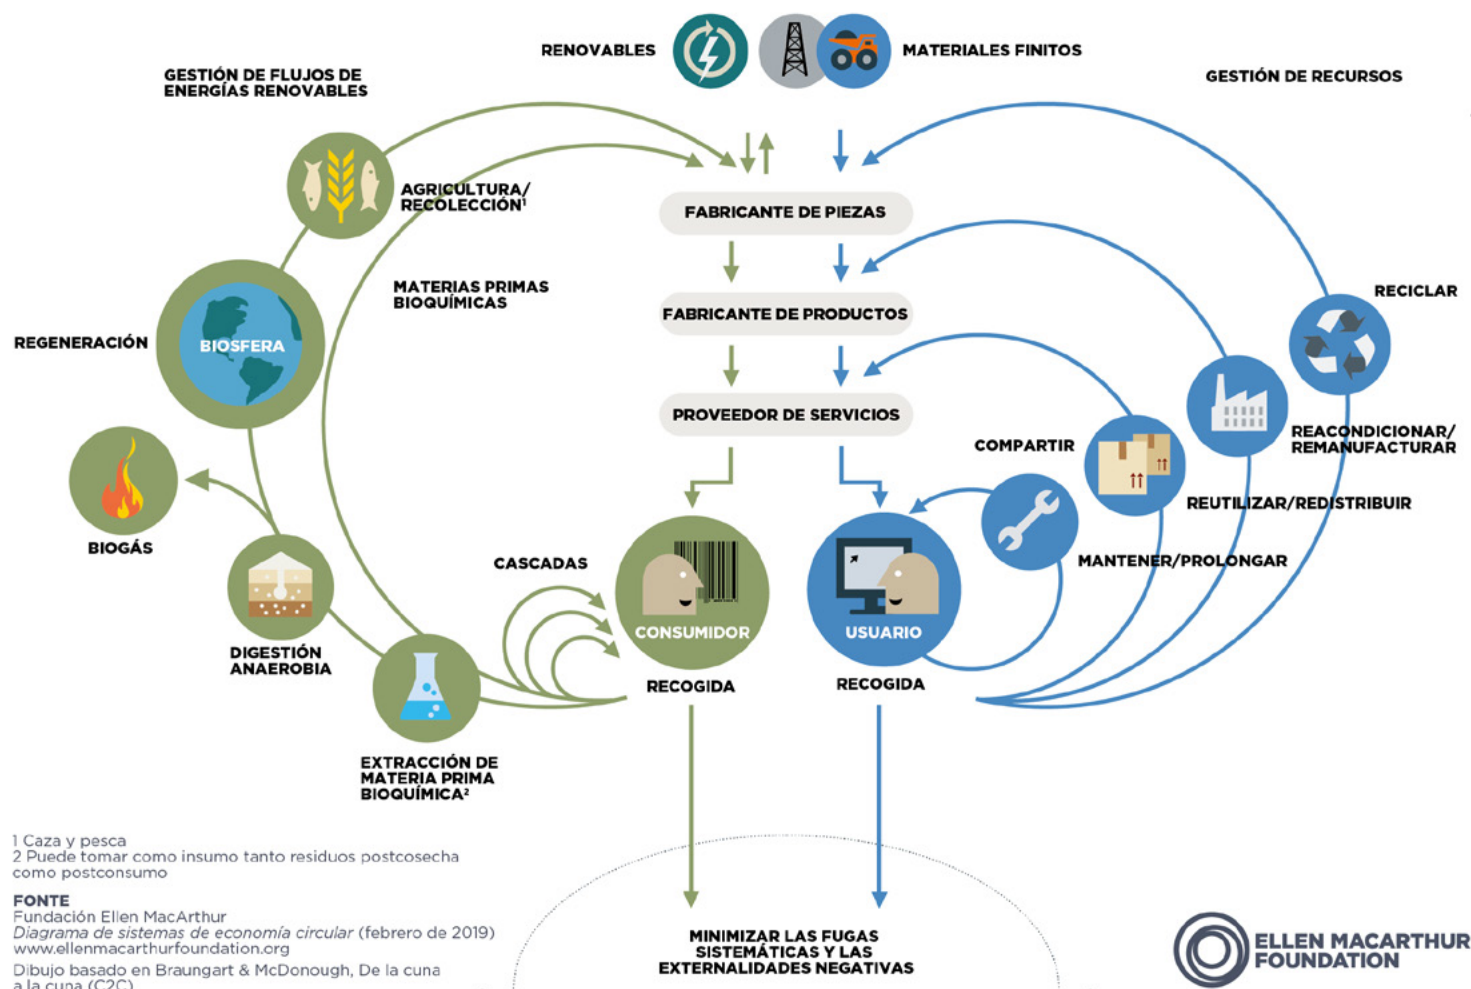 RENOVABLES
MATERIALES FINITOS
GESTIÓN DE FLUJOS DE
ENERGÍAS RENOVABLES
GESTIÓN DE RECURSOS
AGRICULTURA/
RECOLECCIÓN¹
FABRICANTE DE PIEZAS
MATERIAS PRIMAS
BIOQUÍMICAS
RECICLAR
FABRICANTE DE PRODUCTOS
REGENERACIÓN
BIOSFERA
PROVEEDOR DE SERVICIOS
REACONDICIONAR/
REMANUFACTURAR
COMPARTIR
REUTILIZAR/REDISTRIBUIR
BIOGÁS
CASCADAS
MANTENER/PROLONGAR
CONSUMIDOR
USUARIO
DIGESTIÓN
ANAEROBIA
RECOGIDA
RECOGIDA
EXTRACCIÓN DE
MATERIA PRIMA
BIOQUÍMICA²
1 Caza y pesca
2 Puede tomar como insumo tanto residuos postcosecha
como postconsumo
FONTE
Fundación Ellen MacArthur
Diagrama de sistemas de economía circular (febrero de 2019)
www.ellenmacarthurfoundation.org
Dibujo basado en Braungart & McDonough, De la cuna
a la cuna (C2C)
MINIMIZAR LAS FUGAS
SISTEMÁTICAS Y LAS
EXTERNALIDADES NEGATIVAS
ELLEN MACARTHUR
FOUNDATION